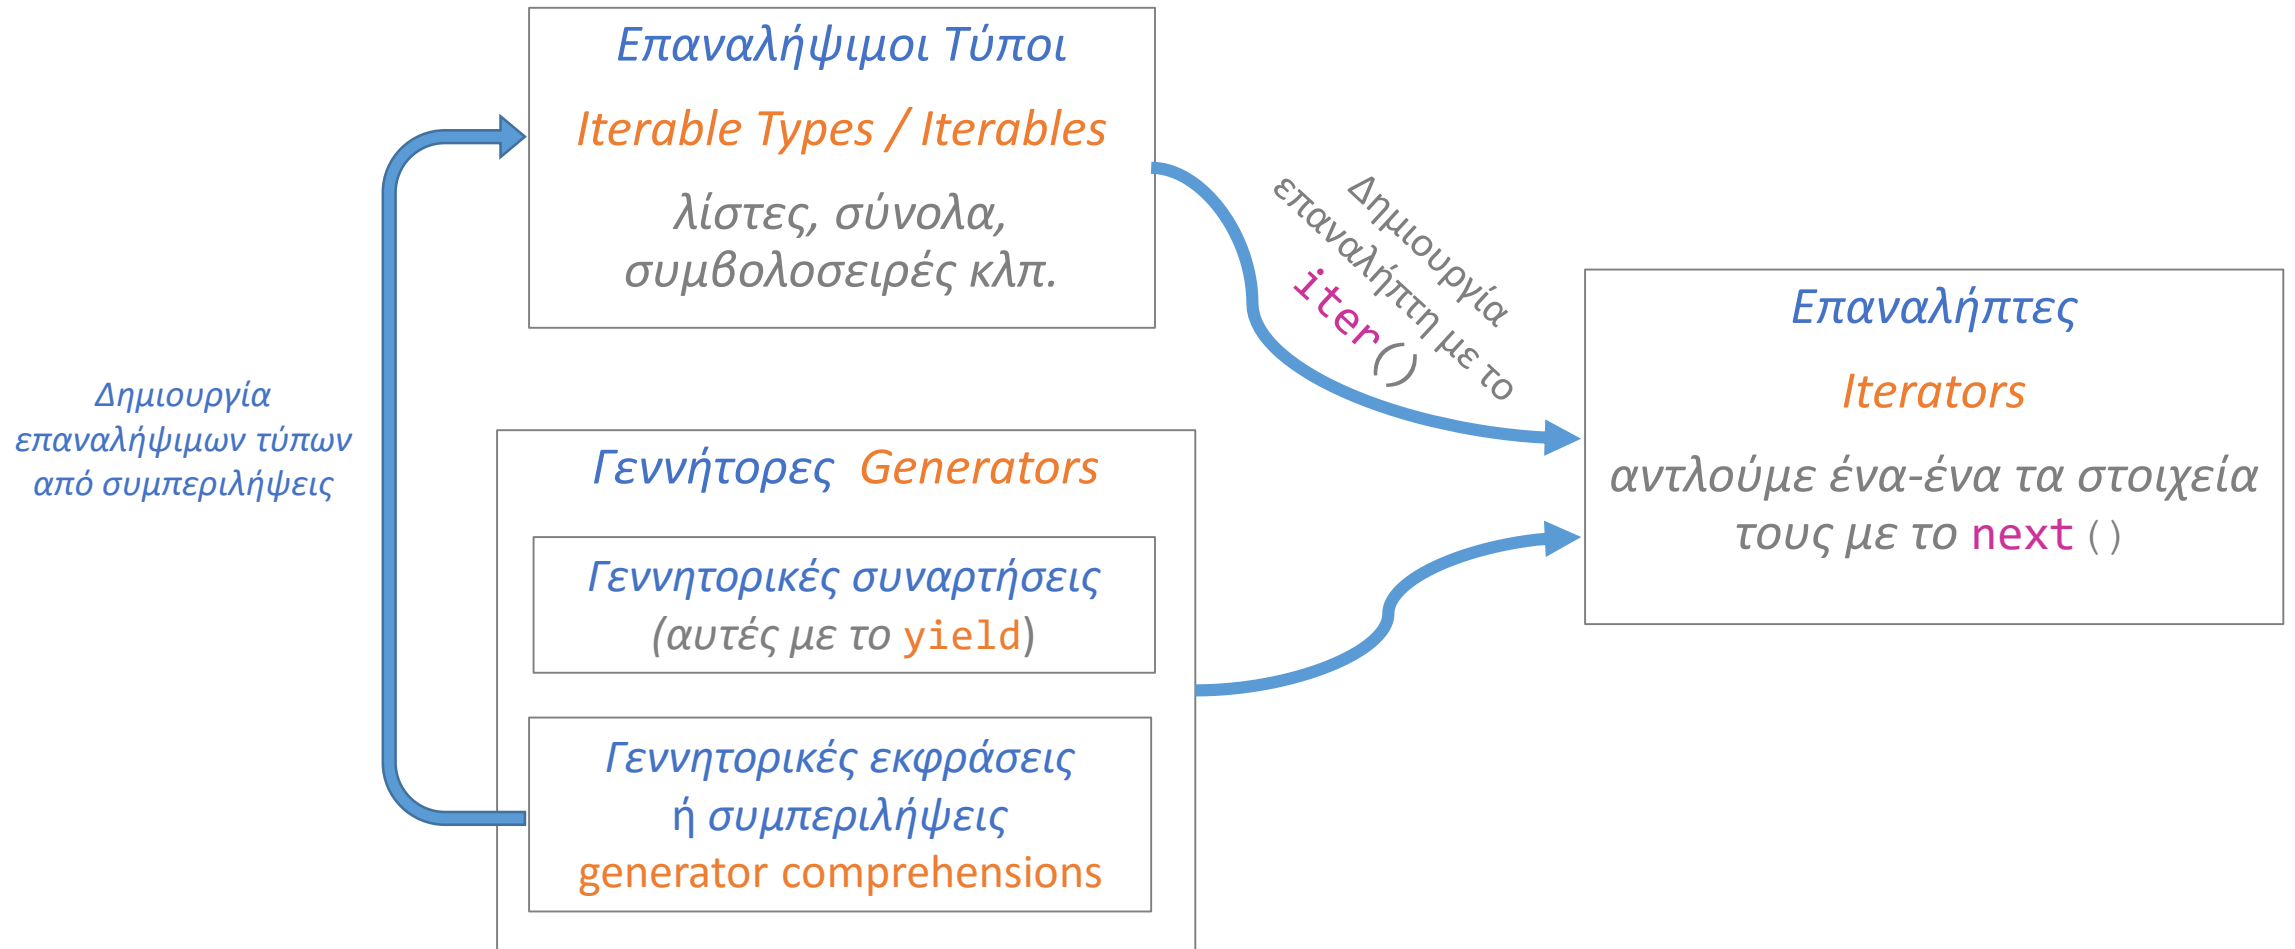 Επαναλήψιμοι Τύποι
Iterable Types / Iterables
λίστες, σύνολα,
συμβολοσειρές κλπ.
Δημιουργία
επαναλήπτη με το
iter()
Επαναλήπτες
Iterators
αντλούμε ένα-ένα τα στοιχεία
τους με το next()
Δημιουργία
επαναλήψιμων τύπων
από συμπεριλήψεις
Γεννήτορες Generators
Γεννητορικές συναρτήσεις
(αυτές με το yield)
Γεννητορικές εκφράσεις
ή συμπεριλήψεις
generator comprehensions